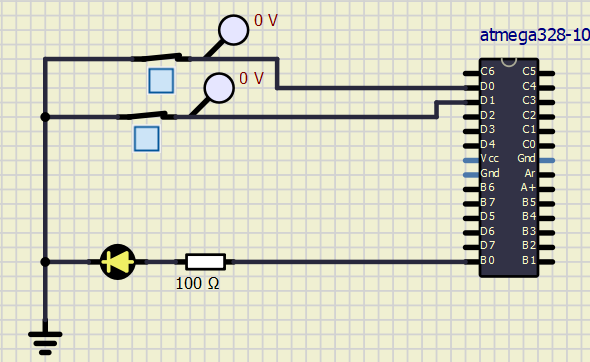 0 V
0 V
atmega328-10
C6 C5
D0 C4
D1 C3
D2 C2
D3 C1
D4 C0
Vcc Gnd
Gnd Ar
B6 A+
B7 B5
D5 B4
D6 B3
D7 B2
B0 B1
100 Ω